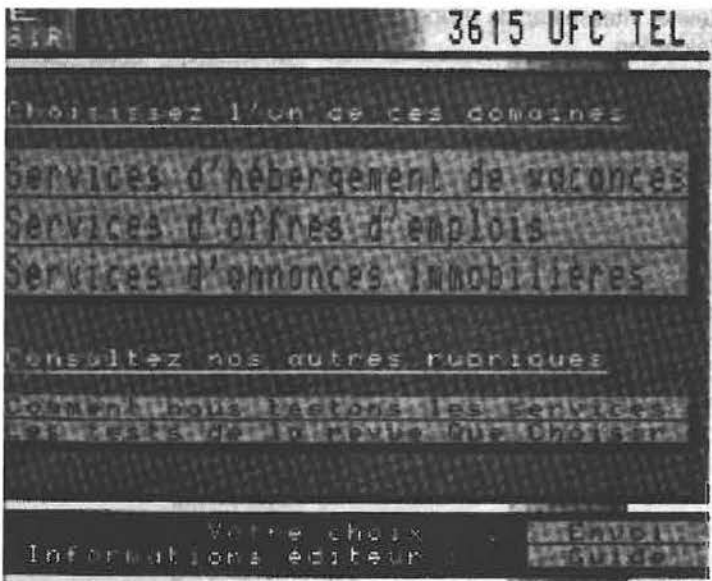 3615 UFC TEL
Choisissez l'un de ces domaines
Services d'hébergement de vacances
Services d'offres d'emplois
Services d'annonces immobilières
Consultez nos autres rubriques
Comment nous testons les services
Les tests de la revue Que Choisir
Votre choix : Envoi
Informations éditeur : Guide